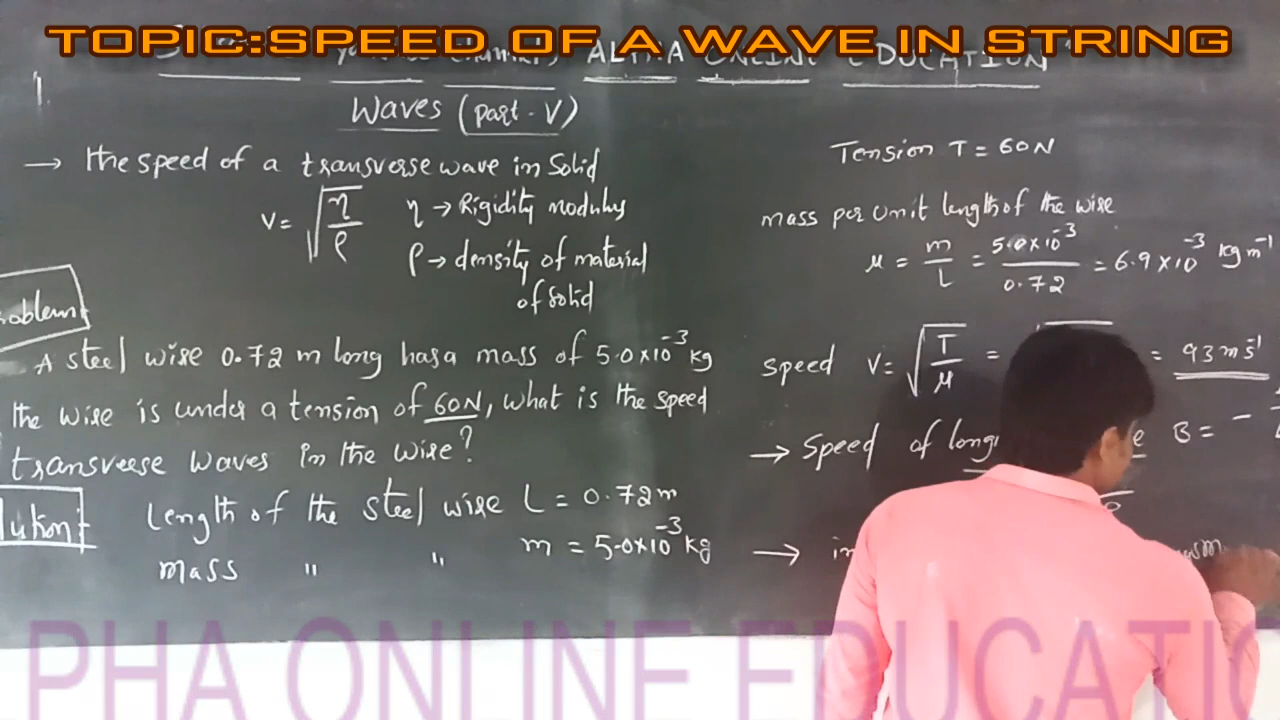 TOPIC:SPEED OF A WAVE IN STRING
ALPHA ONLINE EDUCATION
Waves (part-V)
→ the speed of a transverse wave in Solid
V = √η/ρ η → Rigidity modulus
ρ → density of material
of Solid
A steel wire 0.72 m long has a mass of 5.0×10⁻³ kg
the wire is under a tension of 60N, what is the speed
transverse waves in the wire?
Length of the steel wire L = 0.72m
mass " " m = 5.0×10⁻³ kg
Tension T = 60N
mass per unit length of the wire
μ = m/L = 5.0×10⁻³/0.72 = 6.9×10⁻³ kg m⁻¹
Speed V = √T/μ = = 93 m s⁻¹
→ Speed of B = -
→
PHA ONLINE EDUCATIO